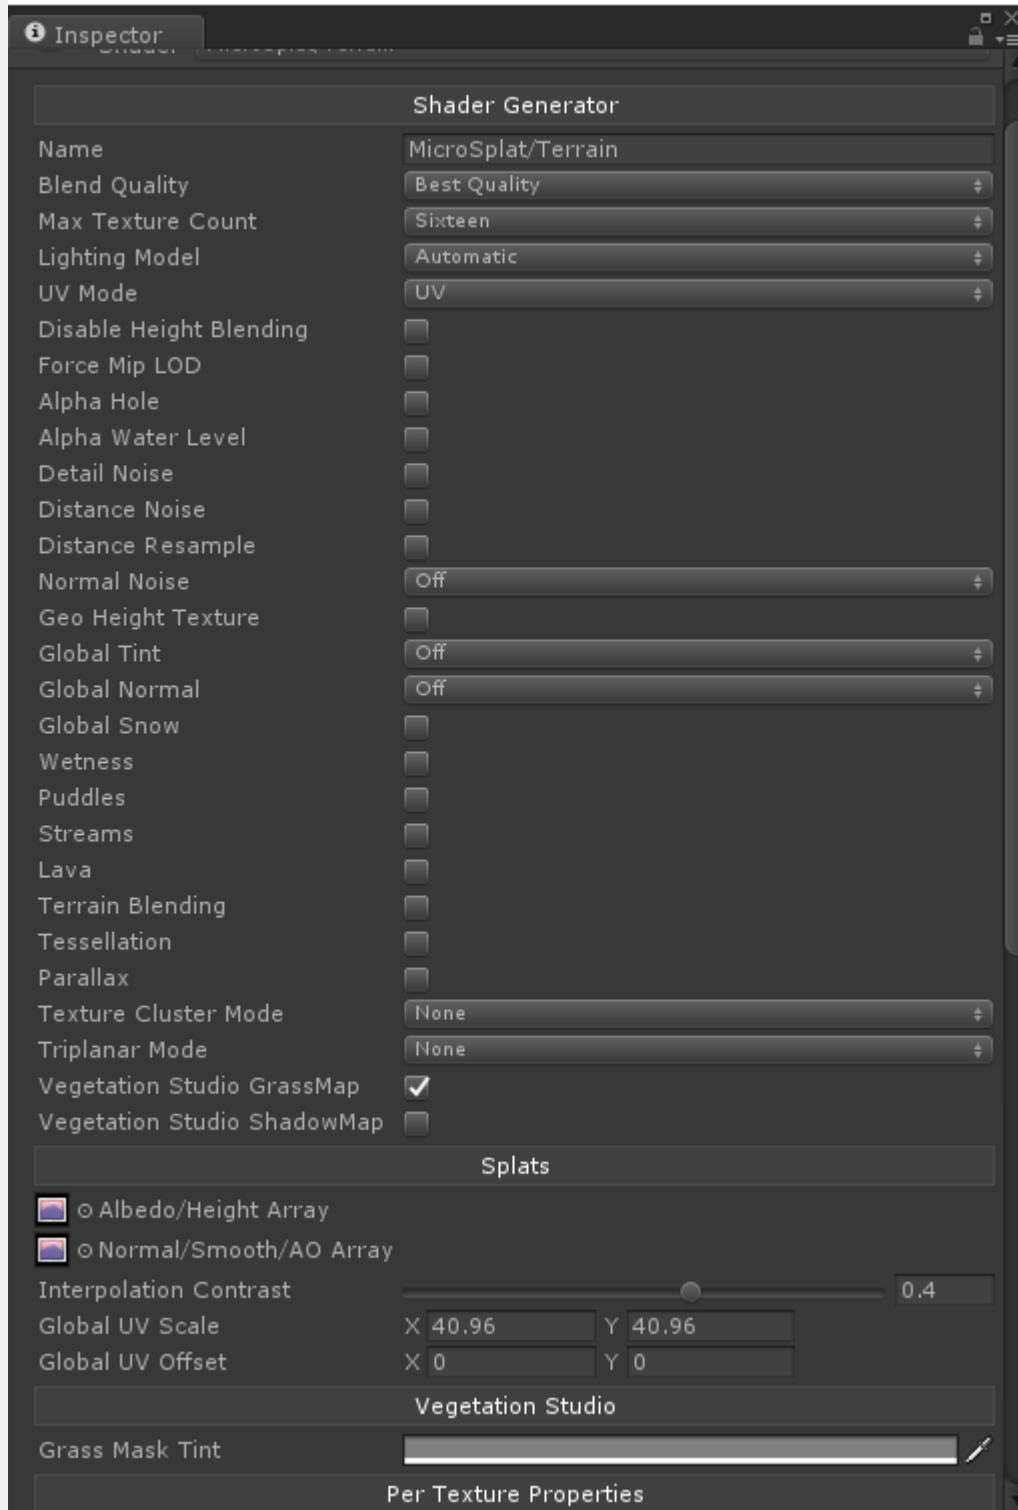 Inspector
Shader Generator
Name MicroSplat/Terrain
Blend Quality Best Quality
Max Texture Count Sixteen
Lighting Model Automatic
UV Mode UV
Disable Height Blending
Force Mip LOD
Alpha Hole
Alpha Water Level
Detail Noise
Distance Noise
Distance Resample
Normal Noise Off
Geo Height Texture
Global Tint Off
Global Normal Off
Global Snow
Wetness
Puddles
Streams
Lava
Terrain Blending
Tessellation
Parallax
Texture Cluster Mode None
Triplanar Mode None
Vegetation Studio GrassMap
Vegetation Studio ShadowMap
Splats
Albedo/Height Array
Normal/Smooth/AO Array
Interpolation Contrast 0.4
Global UV Scale X 40.96 Y 40.96
Global UV Offset X 0 Y 0
Vegetation Studio
Grass Mask Tint
Per Texture Properties